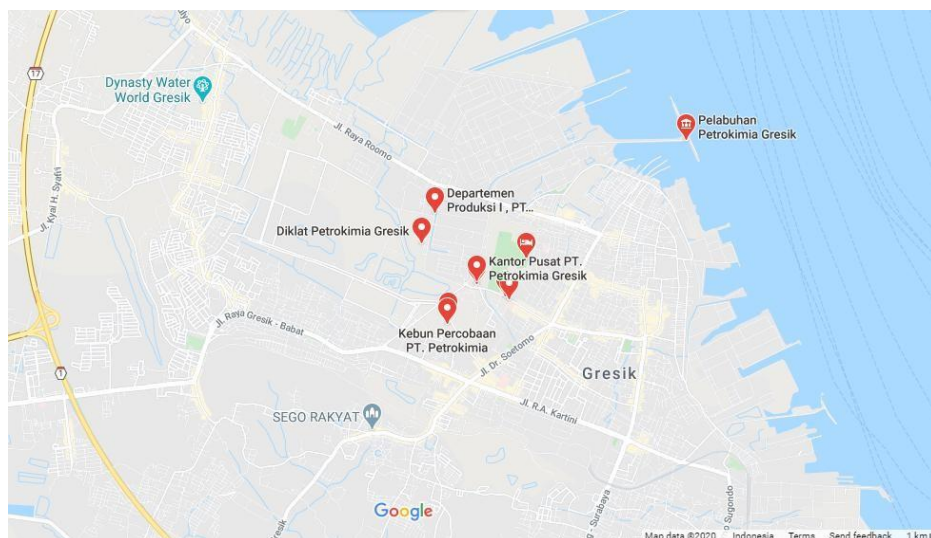 17
Dynasty Water
World Gresik
Jl. Raya Roomo
Pelabuhan
Petrokimia Gresik
Jl. Kyai H. Syafi'i
Departemen
Produksi I , PT...
Diklat Petrokimia Gresik
Kantor Pusat PT.
Petrokimia Gresik
Jl. Raya Gresik - Babat
Kebun Percobaan
PT. Petrokimia
Jl. Dr. Soetomo
1
Gresik
Jl. R.A. Kartini
SEGO RAKYAT
Google
Surabaya
Sugondo
Map data ©2020 Indonesia Terms Send feedback 1 km